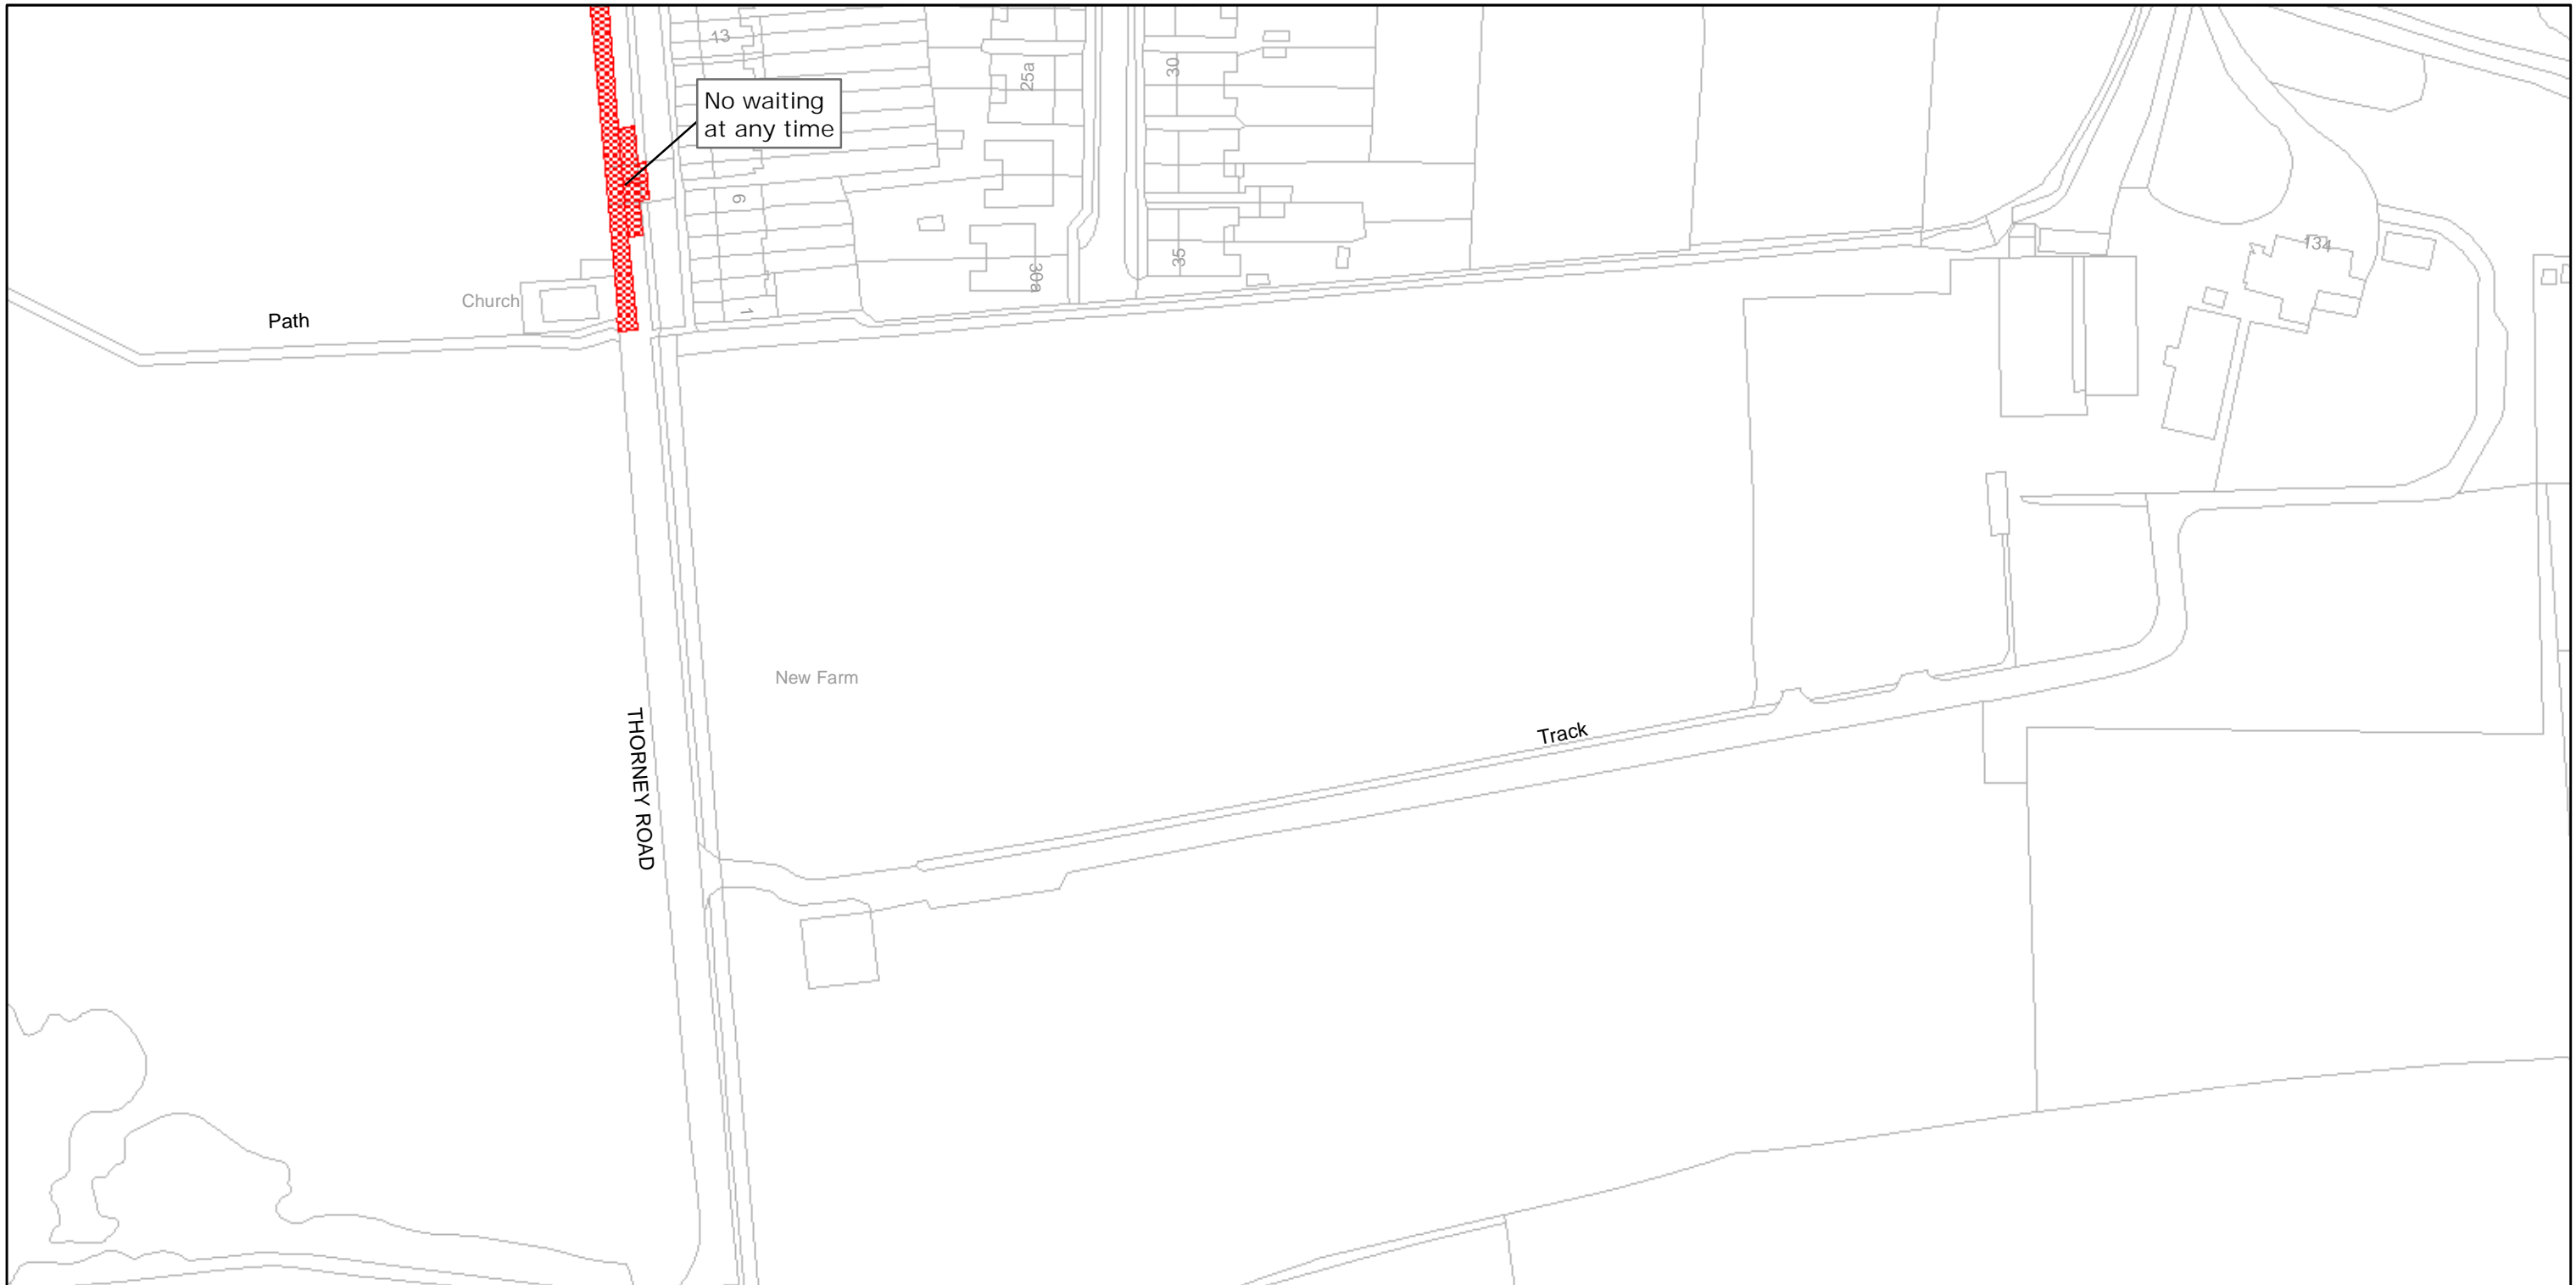 13
25a
30
No waiting
at any time
9
35
30a
134
Church
Path
1
New Farm
THORNEY ROAD
Track